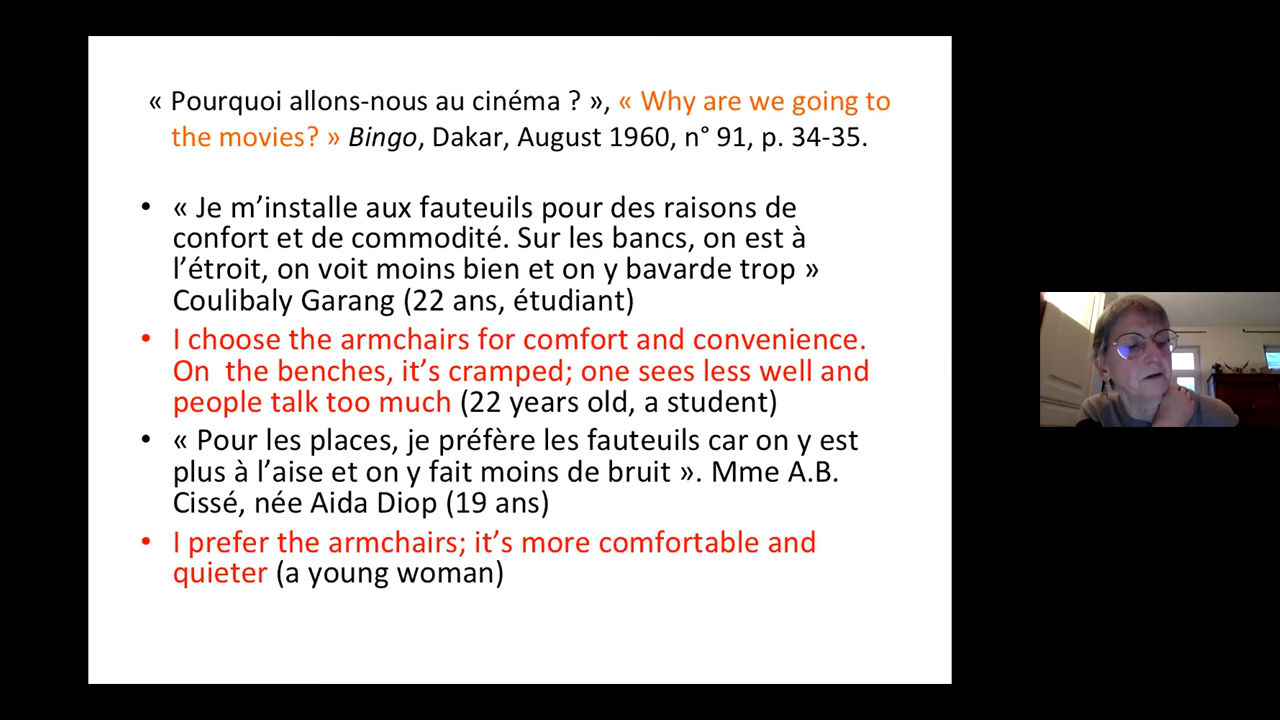 « Pourquoi allons-nous au cinéma ? », « Why are we going to
the movies? » Bingo, Dakar, August 1960, n° 91, p. 34-35.
• « Je m’installe aux fauteuils pour des raisons de
confort et de commodité. Sur les bancs, on est à
l’étroit, on voit moins bien et on y bavarde trop »
Coulibaly Garang (22 ans, étudiant)
• I choose the armchairs for comfort and convenience.
On  the benches, it’s cramped; one sees less well and
people talk too much (22 years old, a student)
• « Pour les places, je préfère les fauteuils car on y est
plus à l’aise et on y fait moins de bruit ». Mme A.B.
Cissé, née Aida Diop (19 ans)
• I prefer the armchairs; it’s more comfortable and
quieter (a young woman)